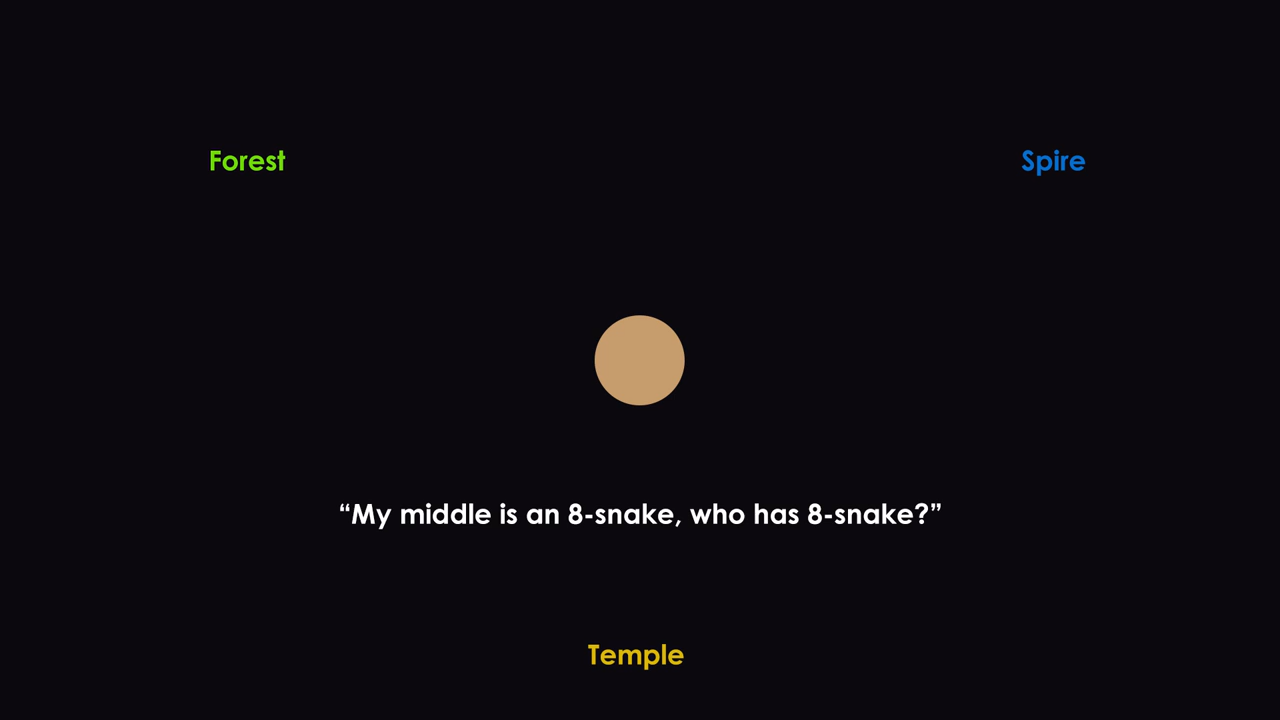 Forest
Spire
“My middle is an 8-snake, who has 8-snake?”
Temple